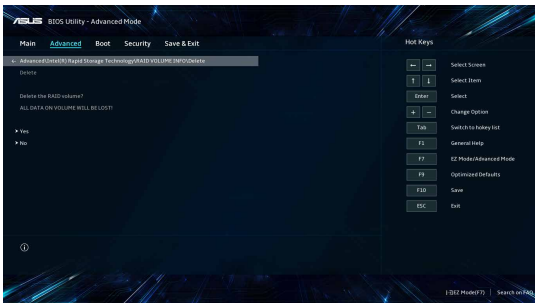 ASUS BIOS Utility - Advanced Mode
Main Advanced Boot Security Save & Exit
Hot Keys
← Advanced\Intel(R) Rapid Storage Technology\RAID VOLUME INFO\Delete
Delete
Delete the RAID volume?
ALL DATA ON VOLUME WILL BE LOST!
Yes
No
← → Select Screen
↑ ↓ Select Item
Enter Select
+ − Change Option
Tab Switch to hokey list
F1 General Help
F7 EZ Mode/Advanced Mode
F9 Optimized Defaults
F10 Save
ESC Exit
EZ Mode(F7) | Search on FAQ